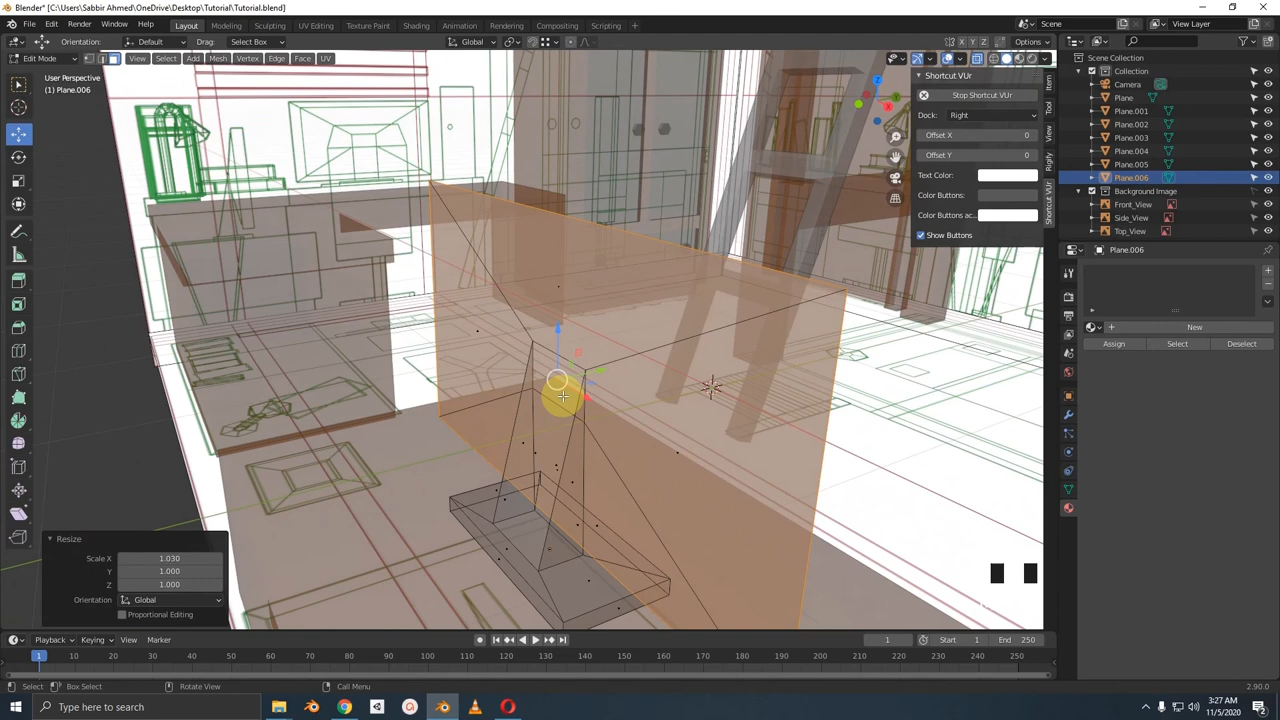 Blender* [C:\Users\Sabbir Ahmed\OneDrive\Desktop\Tutorial\Tutorial.blend]
File Edit Render Window Help Layout Modeling Sculpting UV Editing Texture Paint Shading Animation Rendering Compositing Scripting + Scene View Layer
Orientation: Default Drag: Select Box Global X Y Z Options
Edit Mode View Select Add Mesh Vertex Edge Face UV
User Perspective
(1) Plane.006
Shortcut VUr
Stop Shortcut VUr
Dock: Right
Offset X 0
Offset Y 0
Text Color:
Color Buttons:
Color Buttons ac...
Show Buttons
Item
Tool
View
Rigify
Shortcut VUr
Z
Y
X
Scene Collection
Collection
Camera
Plane
Plane.001
Plane.002
Plane.003
Plane.004
Plane.005
Plane.006
Background Image
Front_View
Side_View
Top_View
Plane.006
New
Assign Select Deselect
Resize
Scale X 1.030
Y 1.000
Z 1.000
Orientation Global
Proportional Editing
Playback Keying View Marker 1 Start 1 End 250
1 10 20 30 40 50 60 70 80 90 100 110 120 130 140 150 160 170 180 190 200 210 220 230 240 250
Select Box Select Rotate View Call Menu 2.90.0
Type here to search
3:27 AM
11/5/2020
2